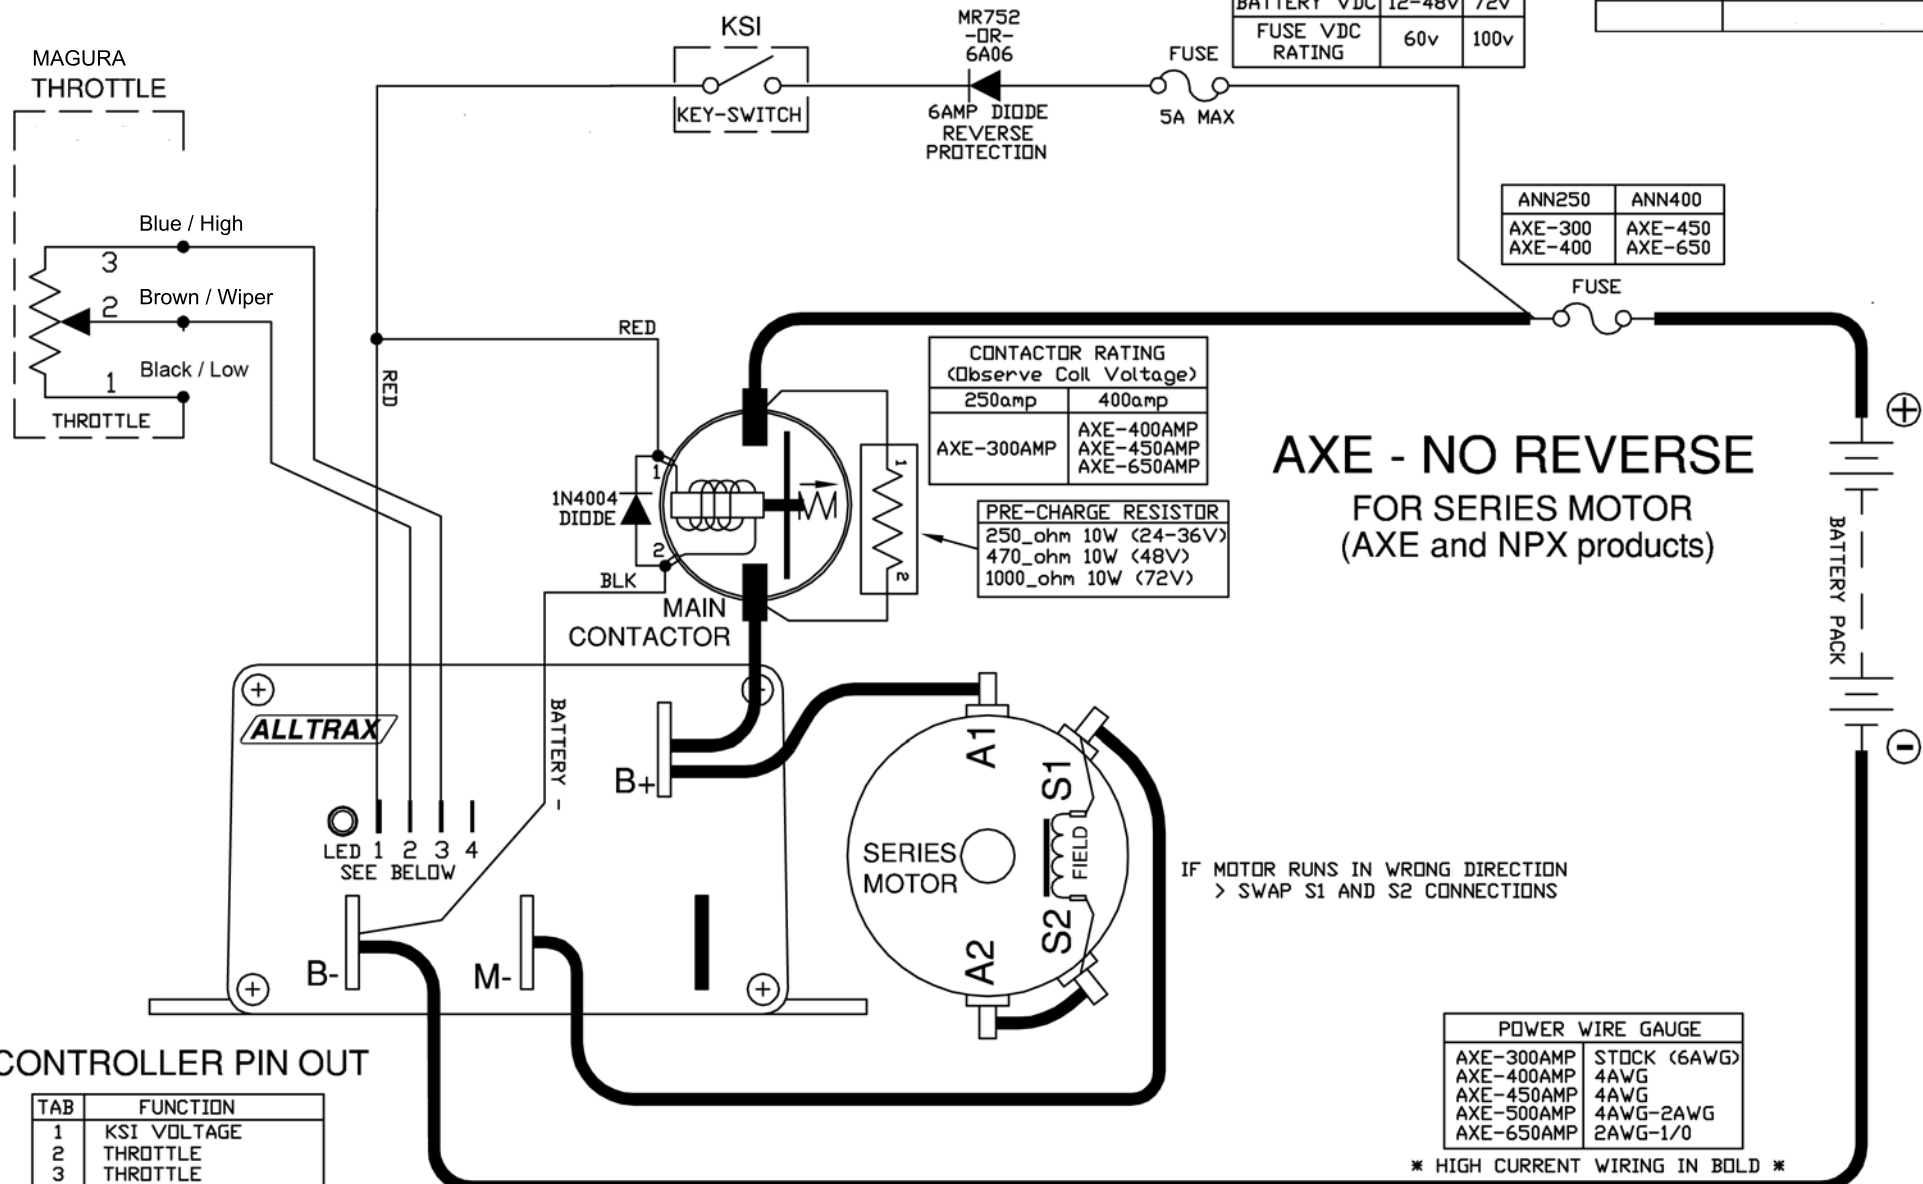 BATTERY VDC 12-48V 72V
FUSE VDC RATING 60v 100v
MAGURA
THROTTLE
KSI
KEY-SWITCH
MR752
-OR-
6A06
6AMP DIODE
REVERSE
PROTECTION
FUSE
5A MAX
Blue / High
3
Brown / Wiper
2
Black / Low
1
THROTTLE
ANN250 ANN400
AXE-300 AXE-450
AXE-400 AXE-650
FUSE
RED
RED
CONTACTOR RATING
(Observe Coil Voltage)
250amp 400amp
AXE-300AMP
AXE-400AMP
AXE-450AMP
AXE-650AMP
AXE - NO REVERSE
FOR SERIES MOTOR
(AXE and NPX products)
+
BATTERY PACK
-
1
1N4004
DIODE
2
BLK
1
2
PRE-CHARGE RESISTOR
250_ohm 10W (24-36V)
470_ohm 10W (48V)
1000_ohm 10W (72V)
MAIN
CONTACTOR
ALLTRAX
BATTERY -
B+
LED 1 2 3 4
SEE BELOW
B-
M-
A1
S1
FIELD
SERIES
MOTOR
S2
A2
IF MOTOR RUNS IN WRONG DIRECTION
> SWAP S1 AND S2 CONNECTIONS
CONTROLLER PIN OUT
TAB FUNCTION
1 KSI VOLTAGE
2 THROTTLE
3 THROTTLE
POWER WIRE GAUGE
AXE-300AMP STOCK (6AWG)
AXE-400AMP 4AWG
AXE-450AMP 4AWG
AXE-500AMP 4AWG-2AWG
AXE-650AMP 2AWG-1/0
* HIGH CURRENT WIRING IN BOLD *